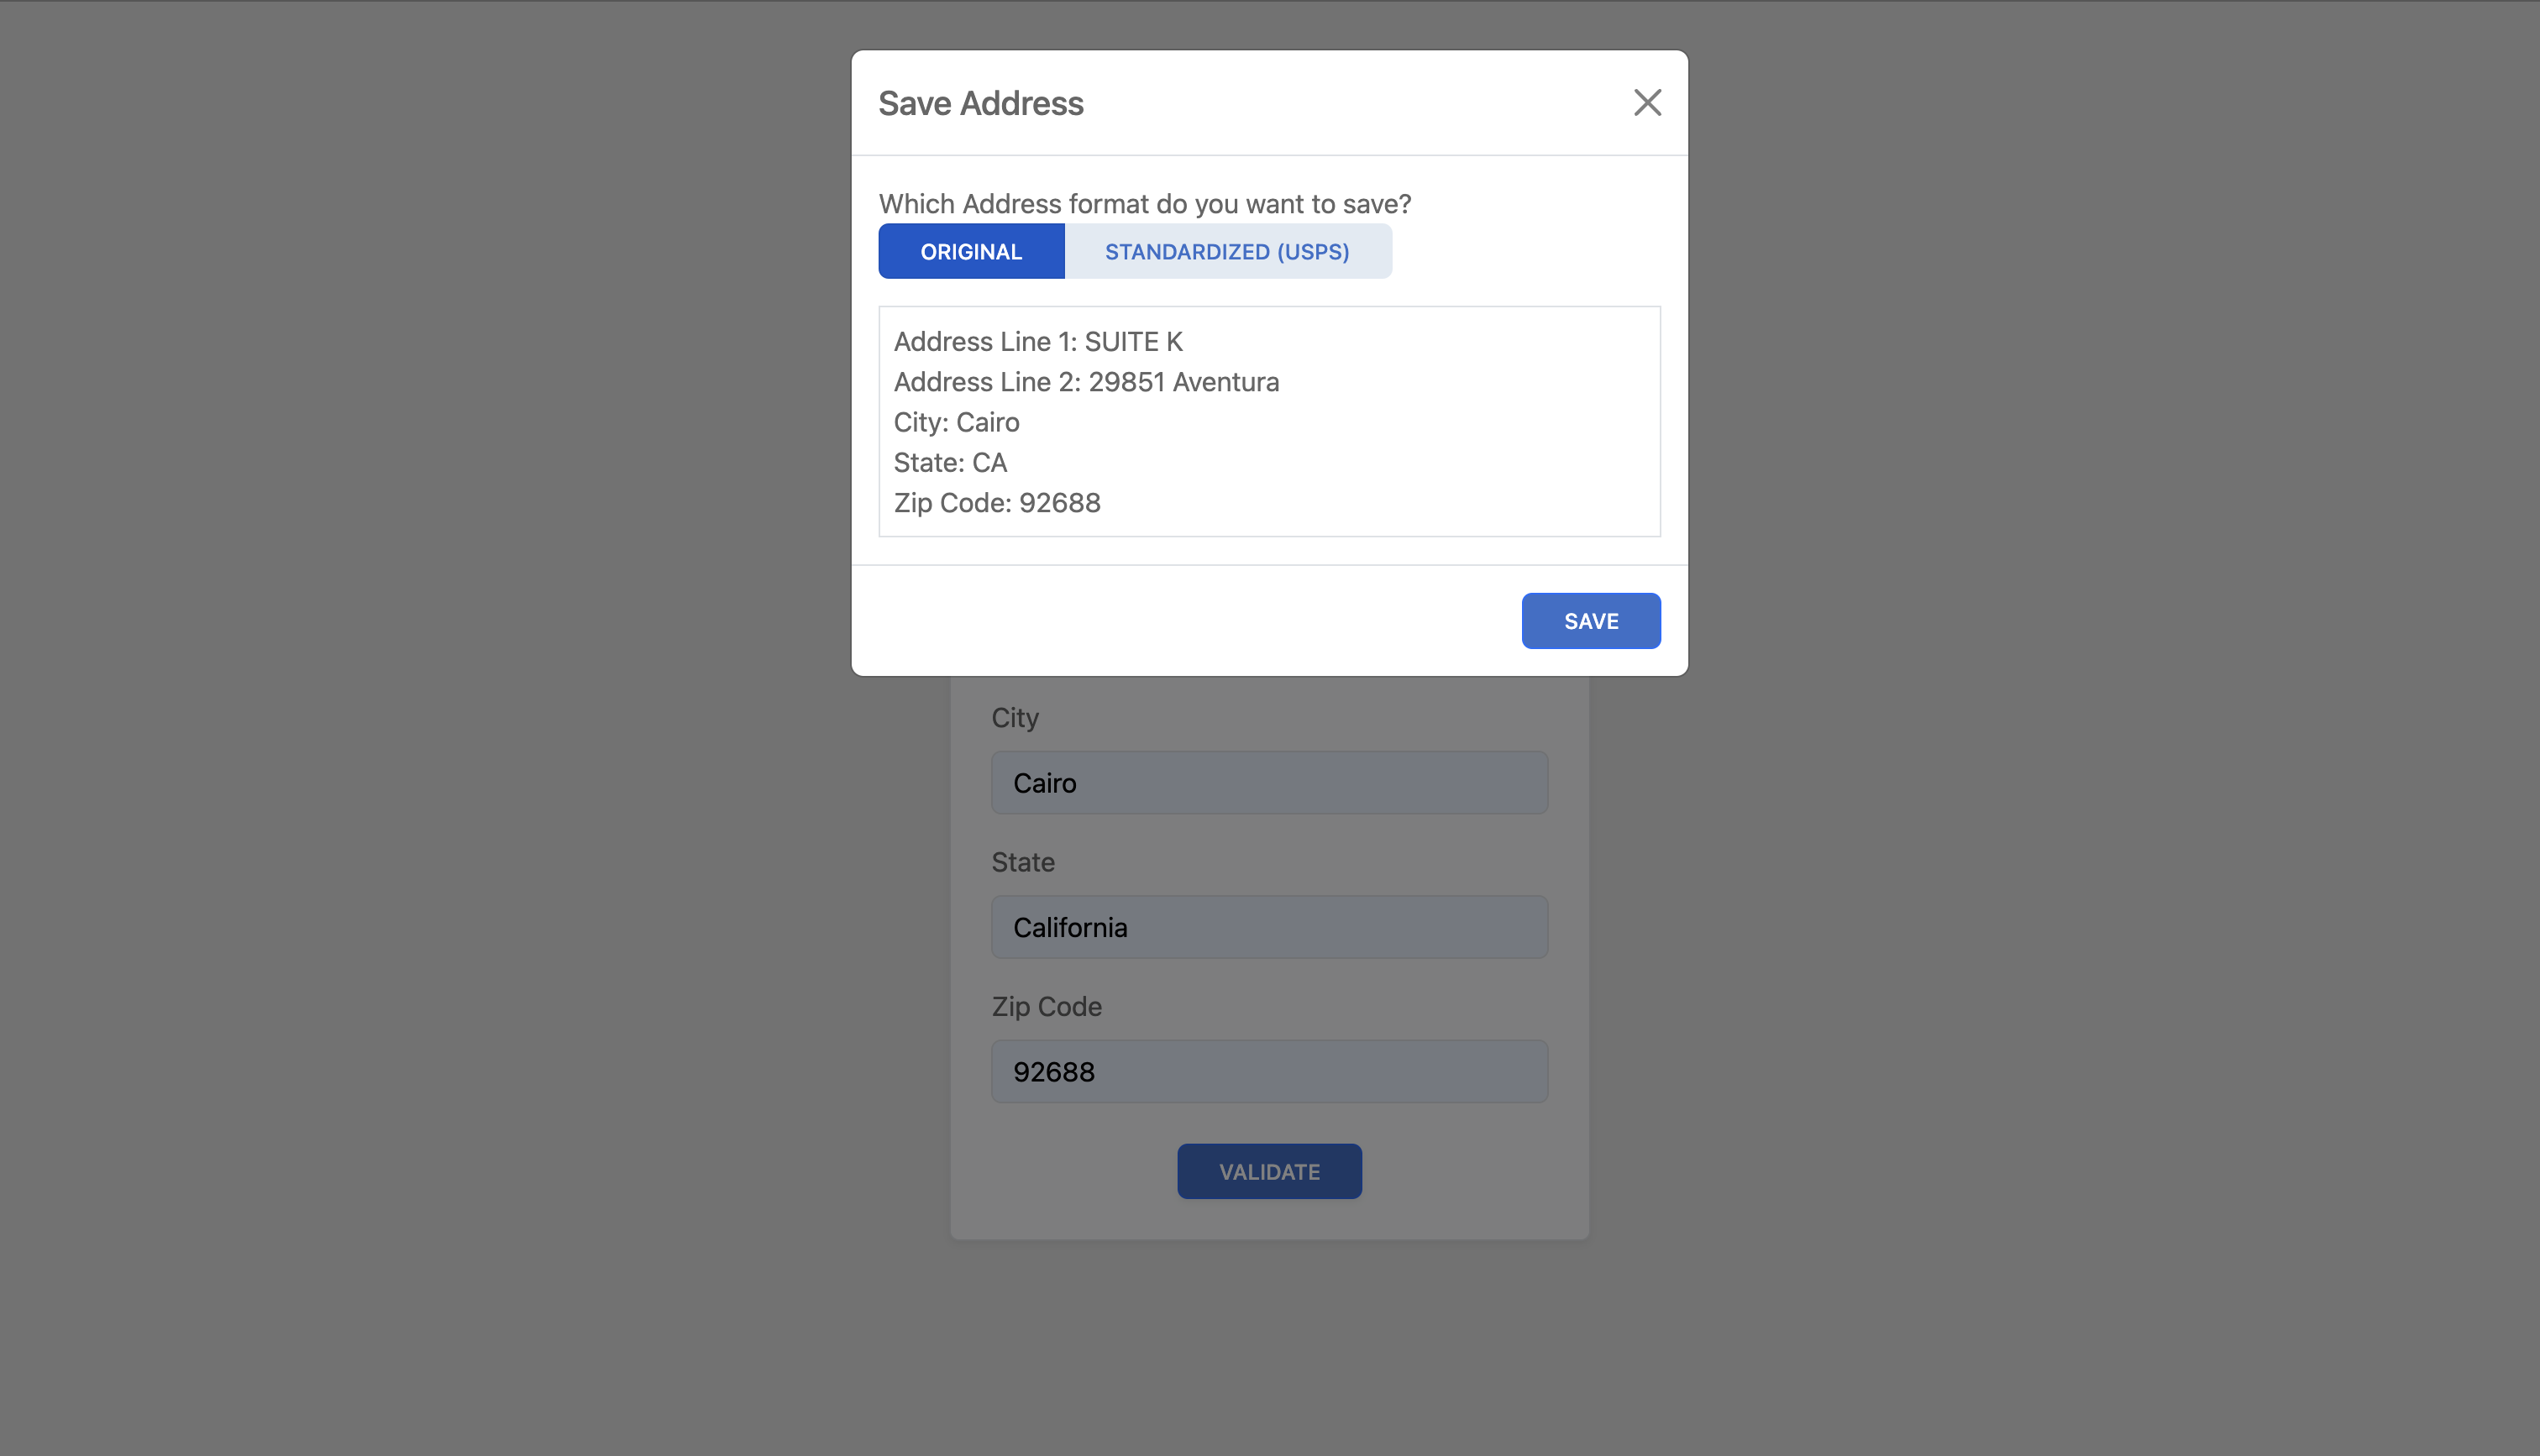 Save Address
Which Address format do you want to save?
ORIGINAL STANDARDIZED (USPS)
Address Line 1: SUITE K
Address Line 2: 29851 Aventura
City: Cairo
State: CA
Zip Code: 92688
SAVE
City
Cairo
State
California
Zip Code
92688
VALIDATE